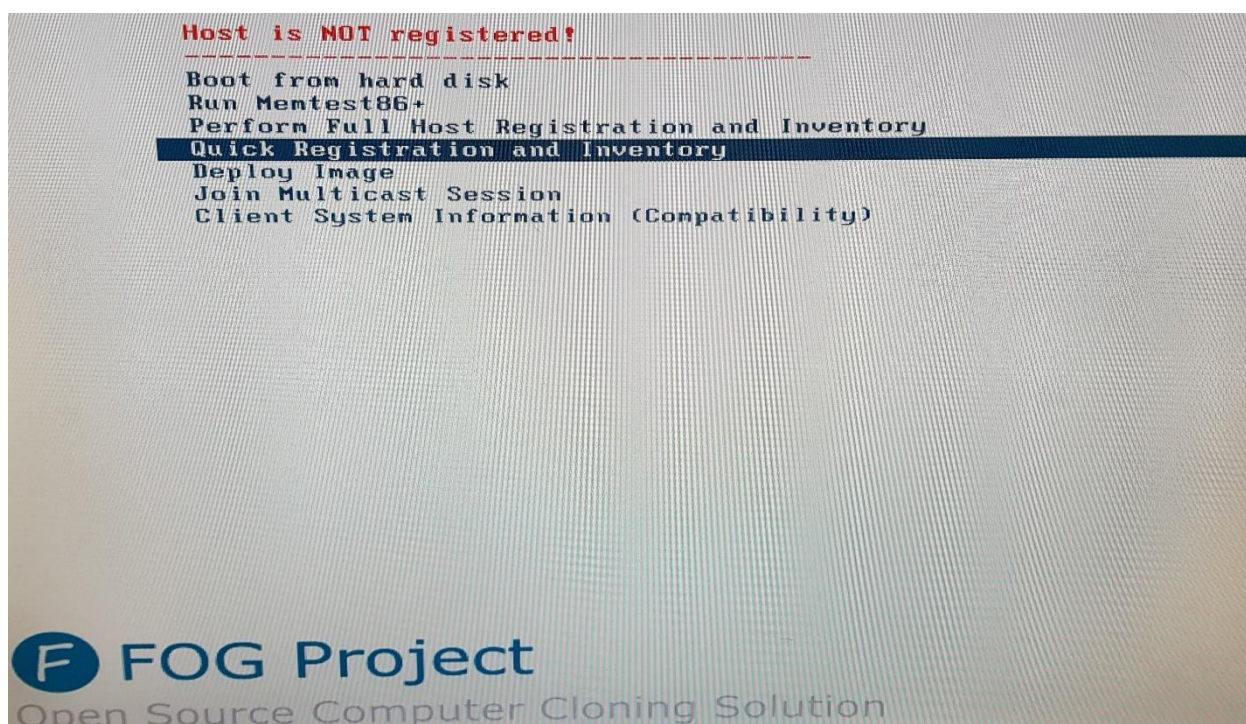 Host is NOT registered!
Boot from hard disk
Run Memtest86+
Perform Full Host Registration and Inventory
Quick Registration and Inventory
Deploy Image
Join Multicast Session
Client System Information (Compatibility)
F FOG Project
Open Source Computer Cloning Solution